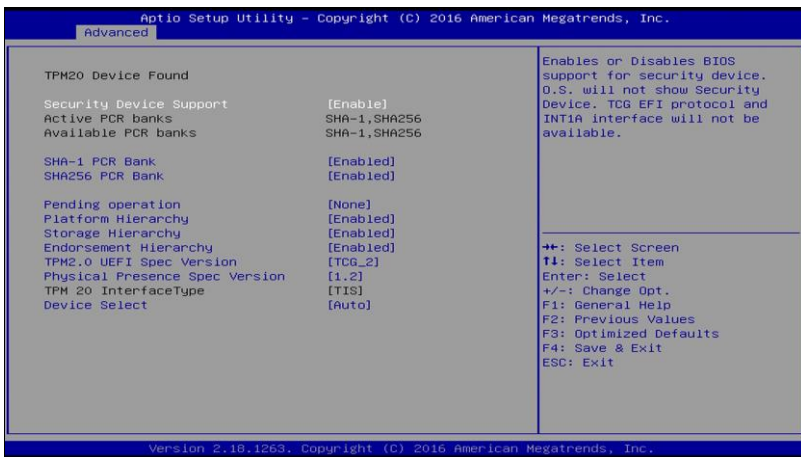 Aptio Setup Utility – Copyright (C) 2016 American Megatrends, Inc.
Advanced
TPM20 Device Found
Security Device Support [Enable]
Active PCR banks SHA-1,SHA256
Available PCR banks SHA-1,SHA256
SHA-1 PCR Bank [Enabled]
SHA256 PCR Bank [Enabled]
Pending operation [None]
Platform Hierarchy [Enabled]
Storage Hierarchy [Enabled]
Endorsement Hierarchy [Enabled]
TPM2.0 UEFI Spec Version [TCG_2]
Physical Presence Spec Version [1.2]
TPM 20 InterfaceType [TIS]
Device Select [Auto]
Enables or Disables BIOS
support for security device.
O.S. will not show Security
Device. TCG EFI protocol and
INT1A interface will not be
available.
→←: Select Screen
↑↓: Select Item
Enter: Select
+/-: Change Opt.
F1: General Help
F2: Previous Values
F3: Optimized Defaults
F4: Save & Exit
ESC: Exit
Version 2.18.1263. Copyright (C) 2016 American Megatrends, Inc.